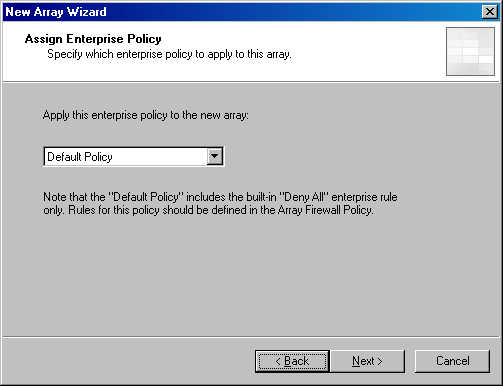 New Array Wizard
Assign Enterprise Policy
Specify which enterprise policy to apply to this array.
Apply this enterprise policy to the new array:
Default Policy
Note that the "Default Policy" includes the built-in "Deny All" enterprise rule
only. Rules for this policy should be defined in the Array Firewall Policy.
< Back
Next >
Cancel